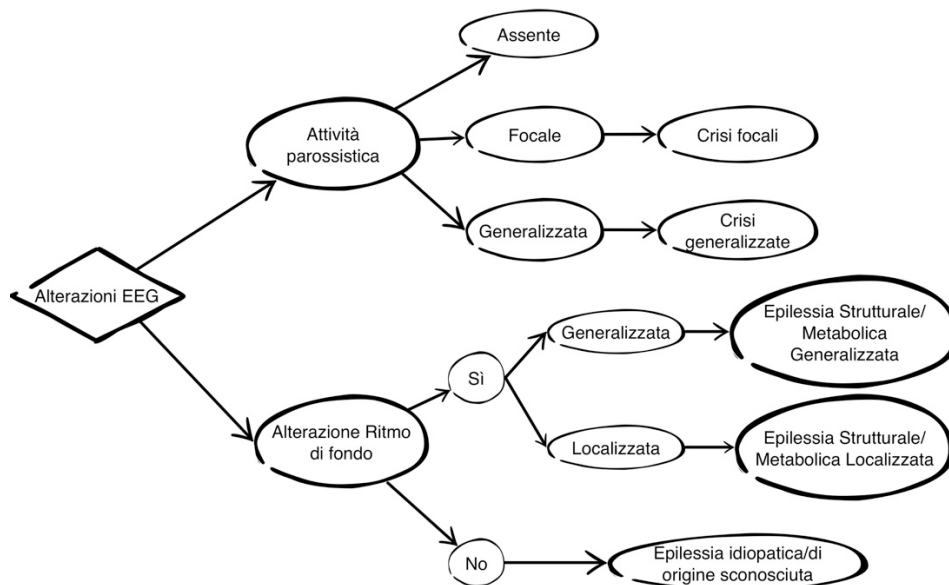 Assente
Attività
parossistica
Focale
Crisi focali
Generalizzata
Crisi
generalizzate
Alterazioni EEG
Epilessia Strutturale/
Metabolica
Generalizzata
Generalizzata
Sì
Alterazione Ritmo
di fondo
Localizzata
Epilessia Strutturale/
Metabolica Localizzata
No
Epilessia idiopatica/di
origine sconosciuta